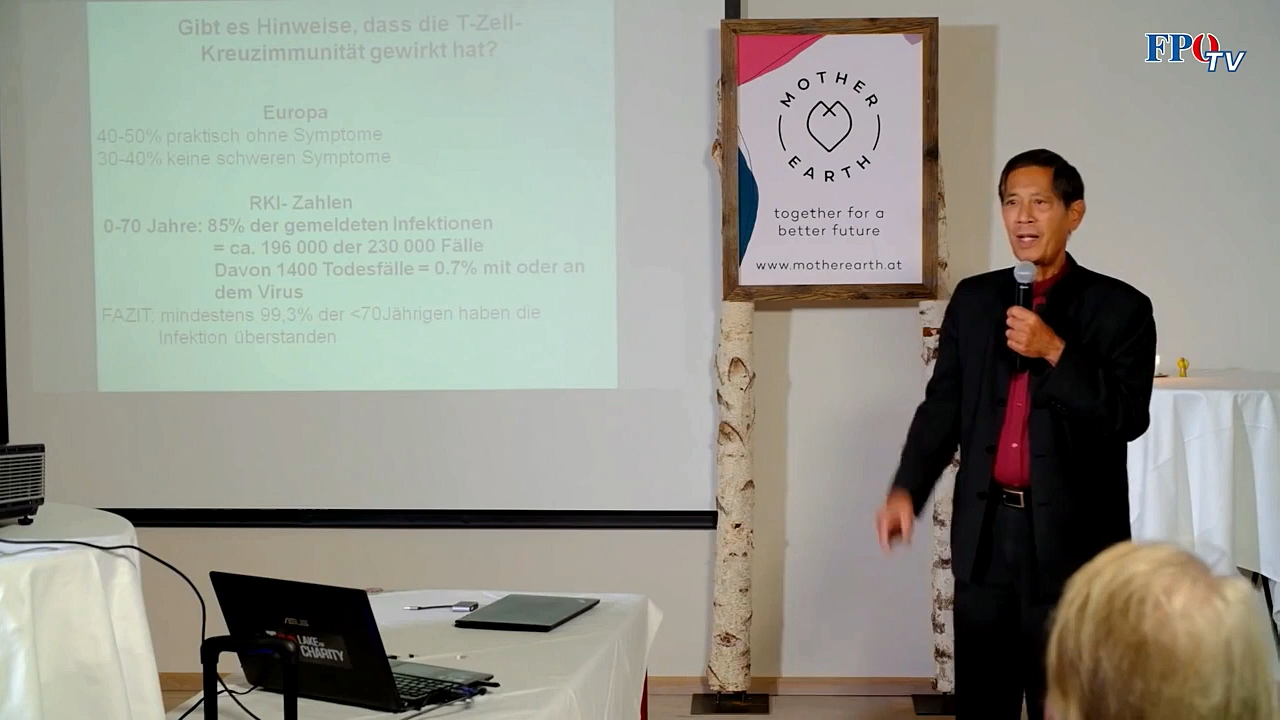 Gibt es Hinweise, dass die T-Zell-
Kreuzimmunität gewirkt hat?
Europa
40-50% praktisch ohne Symptome
30-40% keine schweren Symptome
RKI- Zahlen
0-70 Jahre: 85% der gemeldeten Infektionen
= ca. 196 000 der 230 000 Fälle
Davon 1400 Todesfälle = 0.7% mit oder an
dem Virus
FAZIT: mindestens 99,3% der <70Jährigen haben die
Infektion überstanden
MOTHER
EARTH
together for a
better future
www.motherearth.at
FPÖ TV
ASUS
LAKE OF
CHARITY